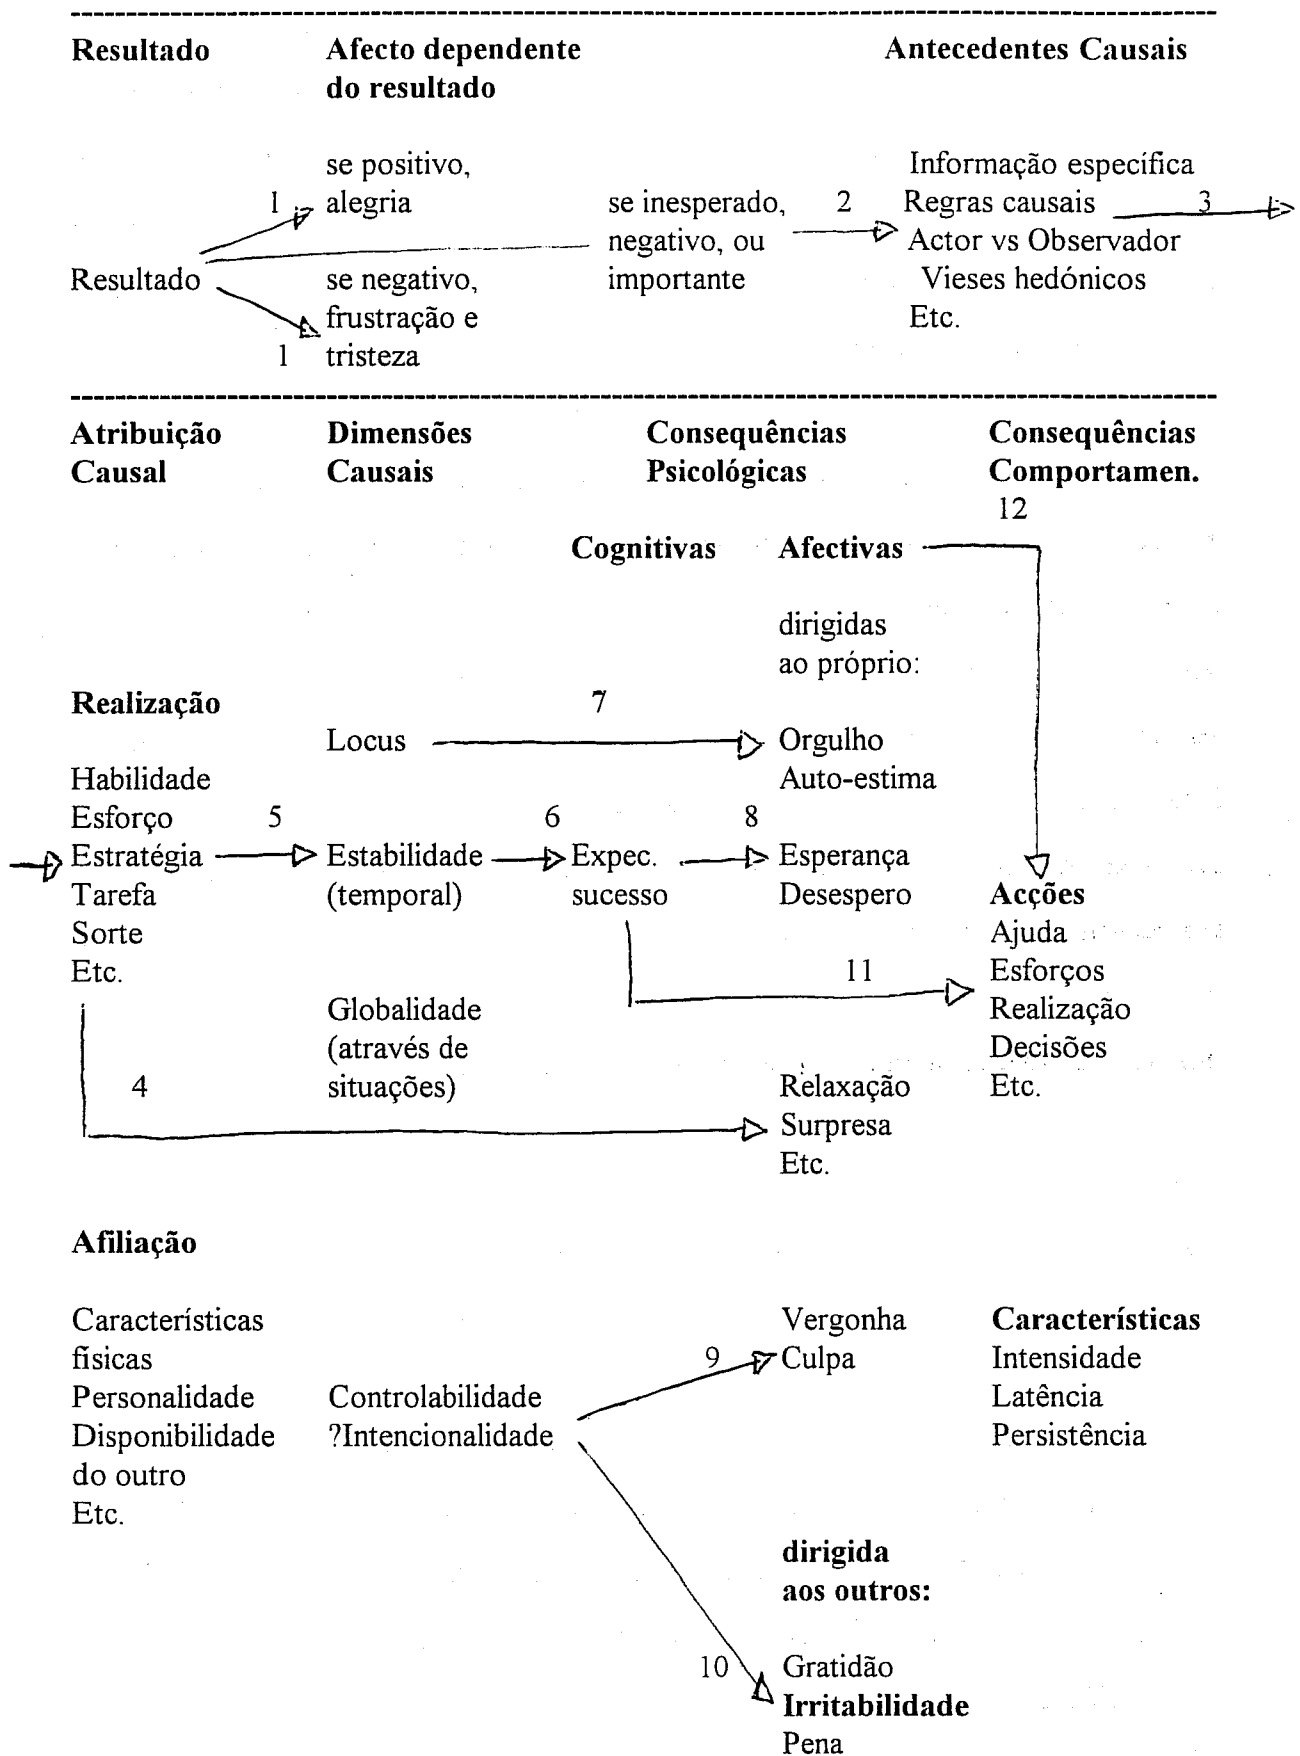 Resultado Afecto dependente Antecedentes Causais
do resultado
se positivo, Informação específica
1 alegria se inesperado, 2 Regras causais 3
negativo, ou Actor vs Observador
Resultado se negativo, importante Vieses hedónicos
frustração e Etc.
1 tristeza
Atribuição Dimensões Consequências Consequências
Causal Causais Psicológicas Comportamen.
12
Cognitivas Afectivas
dirigidas
ao próprio:
Realização 7
Locus Orgulho
Habilidade Auto-estima
Esforço 5 6 8
Estratégia Estabilidade Expec. Esperança
Tarefa (temporal) sucesso Desespero Acções
Sorte Ajuda
Etc. 11 Esforços
Globalidade Realização
(através de Decisões
4 situações) Relaxação Etc.
Surpresa
Etc.
Afiliação
Características Vergonha Características
físicas 9 Culpa Intensidade
Personalidade Controlabilidade Latência
Disponibilidade ?Intencionalidade Persistência
do outro
Etc.
dirigida
aos outros:
10 Gratidão
Irritabilidade
Pena